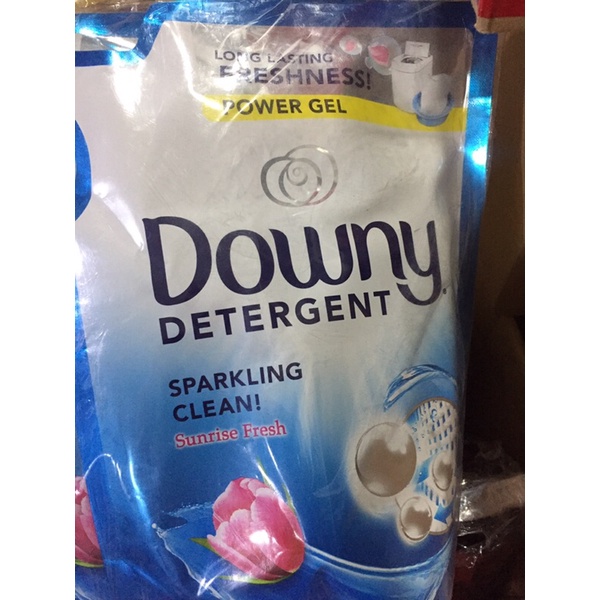 LONG LASTING
FRESHNESS!
POWER GEL
Downy
DETERGENT
SPARKLING
CLEAN!
Sunrise Fresh